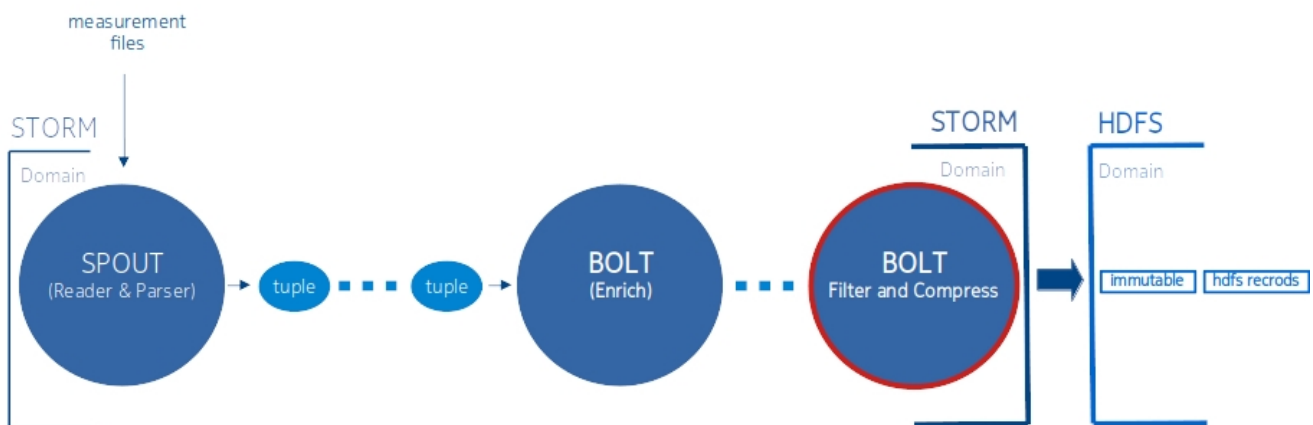 measurement
files
STORM
Domain
SPOUT
(Reader & Parser)
tuple
tuple
BOLT
(Enrich)
STORM
Domain
BOLT
Filter and Compress
HDFS
Domain
immutable
hdfs recrods